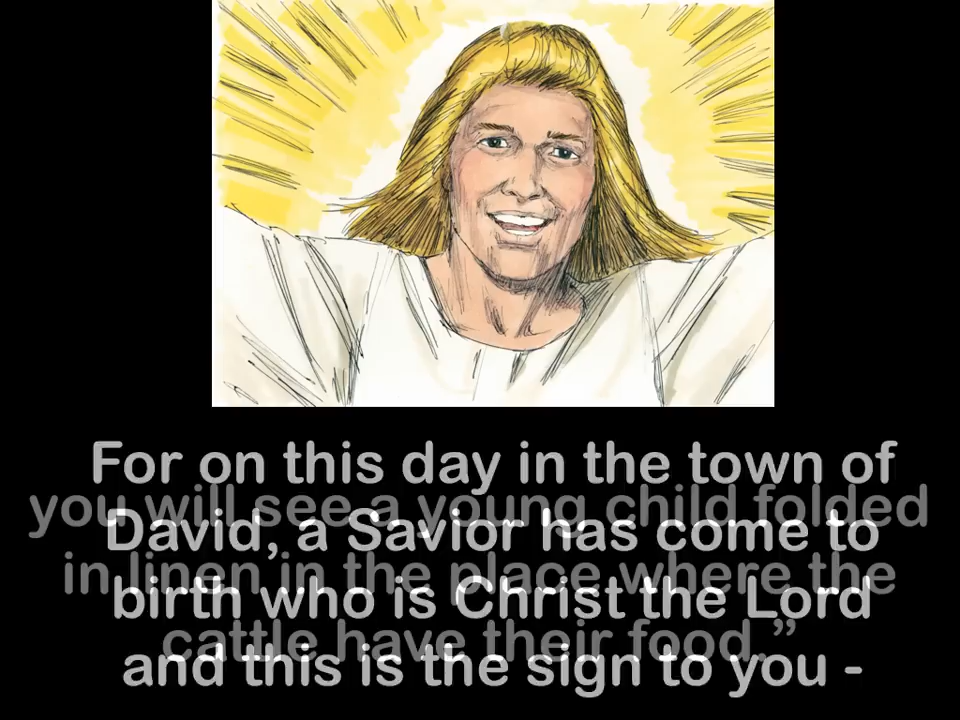 For on this day in the town of
David, a Savior has come to
birth who is Christ the Lord
and this is the sign to you -
you will see a young child folded
in linen in the place where the
cattle have their food.”